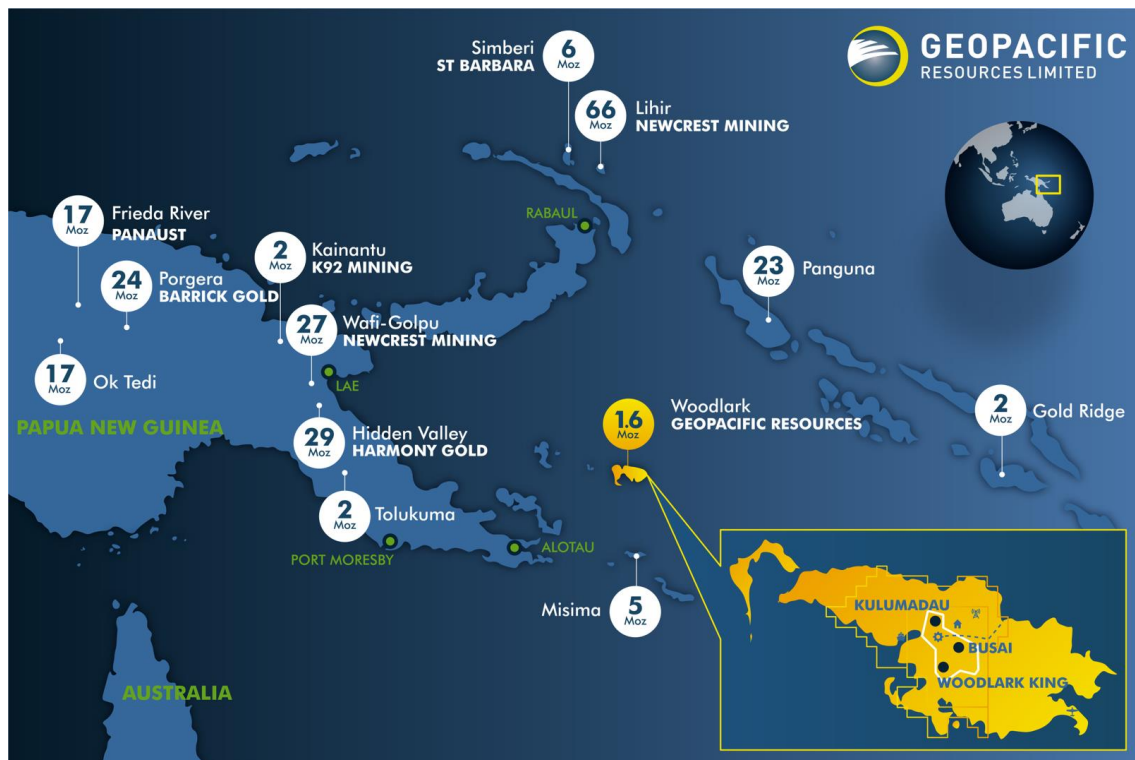 GEOPACIFIC
RESOURCES LIMITED
Simberi
ST BARBARA
6
Moz
66
Moz
Lihir
NEWCREST MINING
RABAUL
17
Moz
Frieda River
PANAUST
24
Moz
Porgera
BARRICK GOLD
2
Moz
Kainantu
K92 MINING
27
Moz
Wafi-Golpu
NEWCREST MINING
23
Moz
Panguna
17
Moz
Ok Tedi
LAE
PAPUA NEW GUINEA
29
Moz
Hidden Valley
HARMONY GOLD
1.6
Moz
Woodlark
GEOPACIFIC RESOURCES
2
Moz
Gold Ridge
2
Moz
Tolukuma
PORT MORESBY
ALOTAU
Misima
5
Moz
KULUMADAU
BUSAI
WOODLARK KING
AUSTRALIA